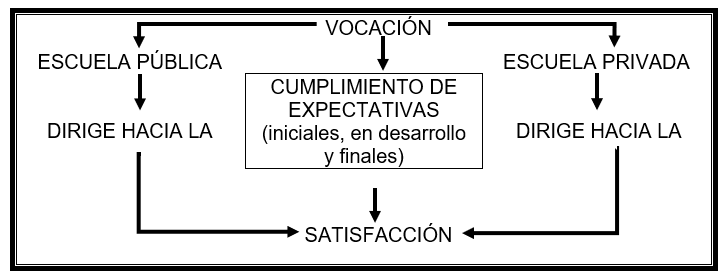 VOCACIÓN
ESCUELA PÚBLICA
ESCUELA PRIVADA
CUMPLIMIENTO DE
EXPECTATIVAS
(iniciales, en desarrollo
y finales)
DIRIGE HACIA LA
DIRIGE HACIA LA
SATISFACCIÓN